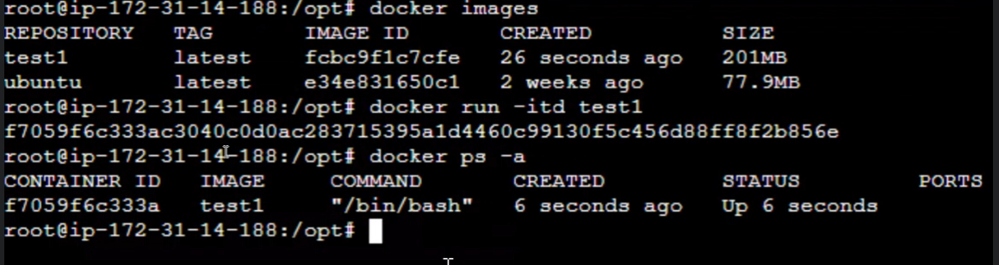 root@ip-172-31-14-188:/opt# docker images
REPOSITORY TAG IMAGE ID CREATED SIZE
test1 latest fcbc9f1c7cfe 26 seconds ago 201MB
ubuntu latest e34e831650c1 2 weeks ago 77.9MB
root@ip-172-31-14-188:/opt# docker run -itd test1
f7059f6c333ac3040c0d0ac283715395a1d4460c99130f5c456d88ff8f2b856e
root@ip-172-31-14-188:/opt# docker ps -a
CONTAINER ID IMAGE COMMAND CREATED STATUS PORTS
f7059f6c333a test1 "/bin/bash" 6 seconds ago Up 6 seconds
root@ip-172-31-14-188:/opt#